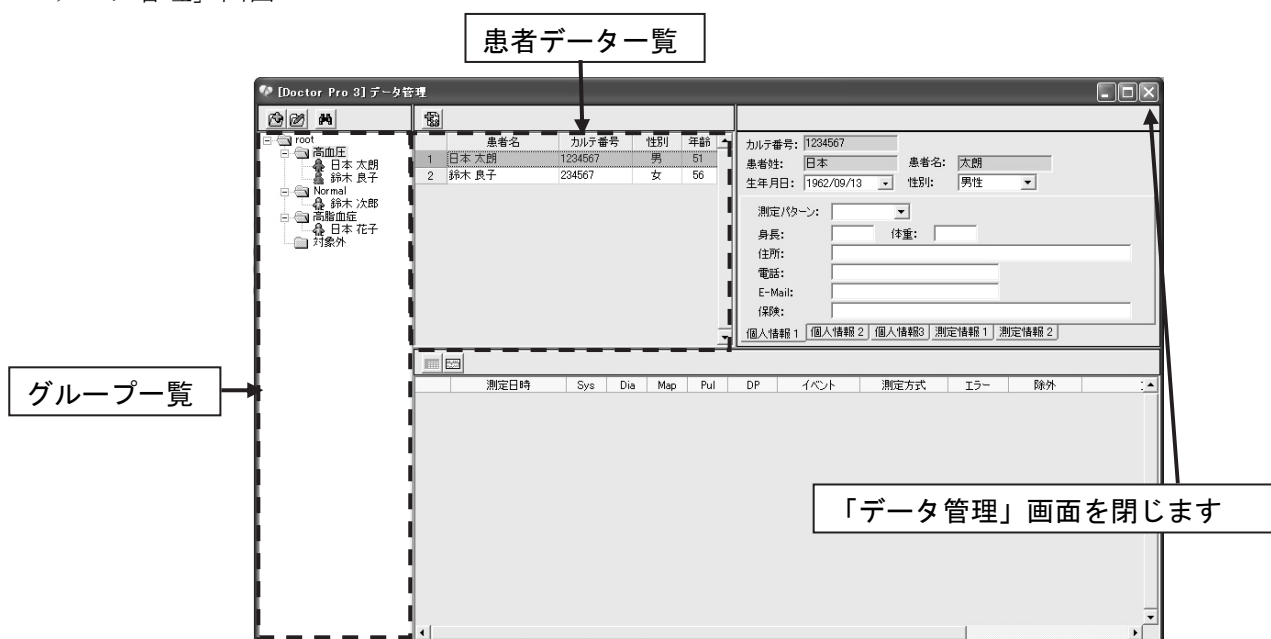 データ管理」画面
患者データ一覧
[Doctor Pro 3] データ管理
root
高血圧
日本 太朗
鈴木 良子
Normal
鈴木 次郎
高脂血症
日本 花子
対象外
患者名 カルテ番号 性別 年齢
1 日本 太朗 1234567 男 51
2 鈴木 良子 234567 女 56
カルテ番号: 1234567
患者姓: 日本 患者名: 太朗
生年月日: 1962/09/13 性別: 男性
測定パターン:
身長: 体重:
住所:
電話:
E-Mail:
保険:
個人情報 1 個人情報 2 個人情報3 測定情報 1 測定情報 2
グループ一覧
測定日時 Sys Dia Map Pul DP イベント 測定方式 エラー 除外
「データ管理」画面を閉じます